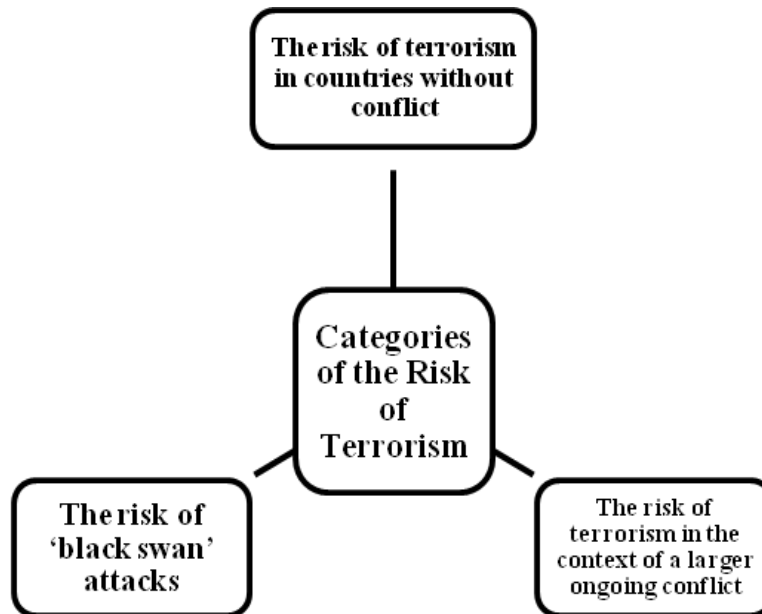 The risk of terrorism
in countries without
conflict
Categories
of the Risk
of
Terrorism
The risk of
‘black swan’
attacks
The risk of
terrorism in the
context of a larger
ongoing conflict